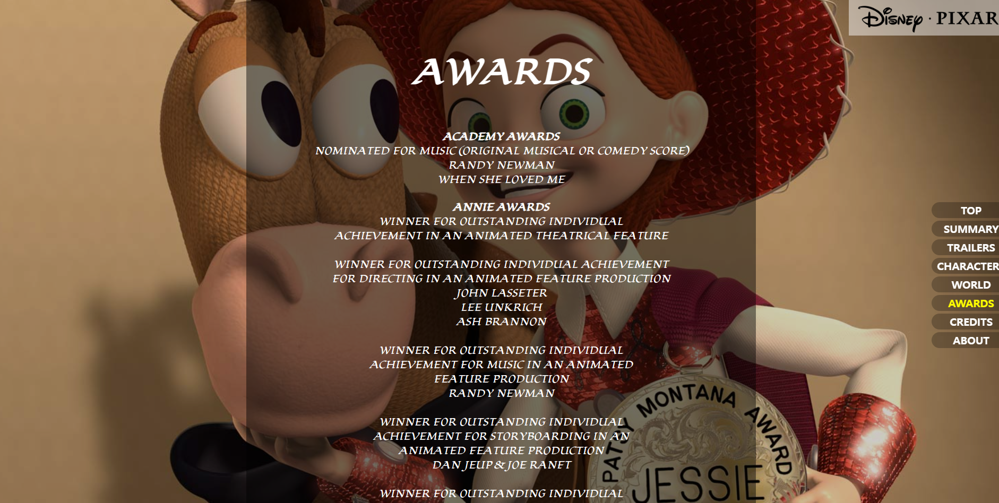 Disney · PIXAR
AWARDS
ACADEMY AWARDS
NOMINATED FOR MUSIC (ORIGINAL MUSICAL OR COMEDY SCORE)
RANDY NEWMAN
WHEN SHE LOVED ME
ANNIE AWARDS
WINNER FOR OUTSTANDING INDIVIDUAL
ACHIEVEMENT IN AN ANIMATED THEATRICAL FEATURE
WINNER FOR OUTSTANDING INDIVIDUAL ACHIEVEMENT
FOR DIRECTING IN AN ANIMATED FEATURE PRODUCTION
JOHN LASSETER
LEE UNKRICH
ASH BRANNON
WINNER FOR OUTSTANDING INDIVIDUAL
ACHIEVEMENT FOR MUSIC IN AN ANIMATED
FEATURE PRODUCTION
RANDY NEWMAN
WINNER FOR OUTSTANDING INDIVIDUAL
ACHIEVEMENT FOR STORYBOARDING IN AN
ANIMATED FEATURE PRODUCTION
DAN JEUP & JOE RANFT
WINNER FOR OUTSTANDING INDIVIDUAL
TOP
SUMMARY
TRAILERS
CHARACTER
WORLD
AWARDS
CREDITS
ABOUT
PATSY MONTANA AWARD
JESSIE